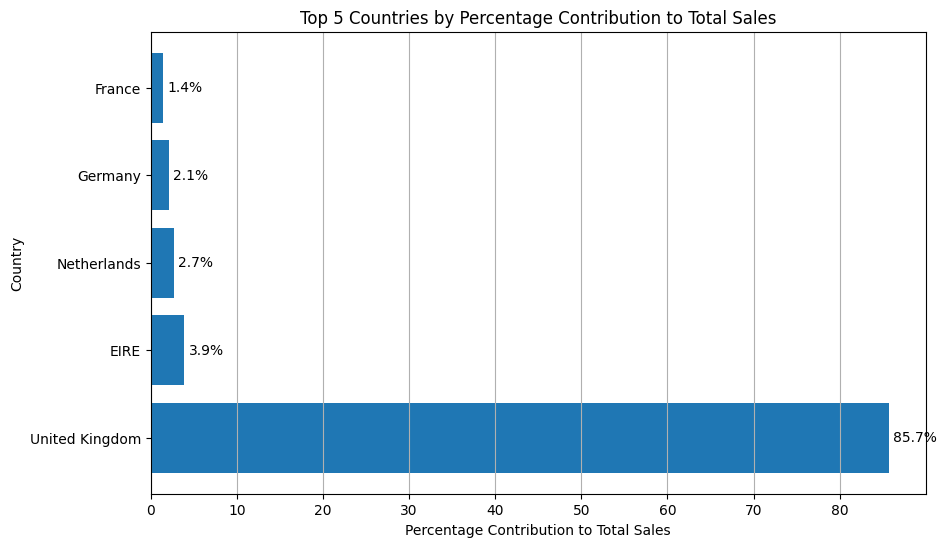 Top 5 Countries by Percentage Contribution to Total Sales
Country
France 1.4%
Germany 2.1%
Netherlands 2.7%
EIRE 3.9%
United Kingdom 85.7%
0 10 20 30 40 50 60 70 80
Percentage Contribution to Total Sales